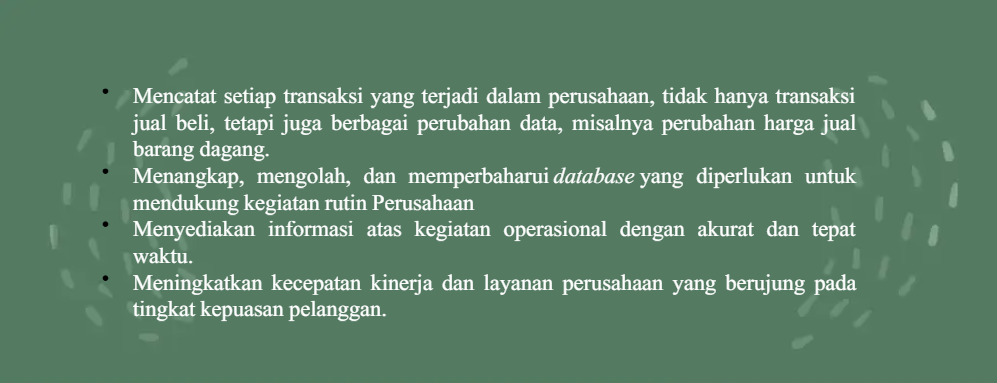 • Mencatat setiap transaksi yang terjadi dalam perusahaan, tidak hanya transaksi
jual beli, tetapi juga berbagai perubahan data, misalnya perubahan harga jual
barang dagang.
• Menangkap, mengolah, dan memperbaharui database yang diperlukan untuk
mendukung kegiatan rutin Perusahaan
• Menyediakan informasi atas kegiatan operasional dengan akurat dan tepat
waktu.
• Meningkatkan kecepatan kinerja dan layanan perusahaan yang berujung pada
tingkat kepuasan pelanggan.